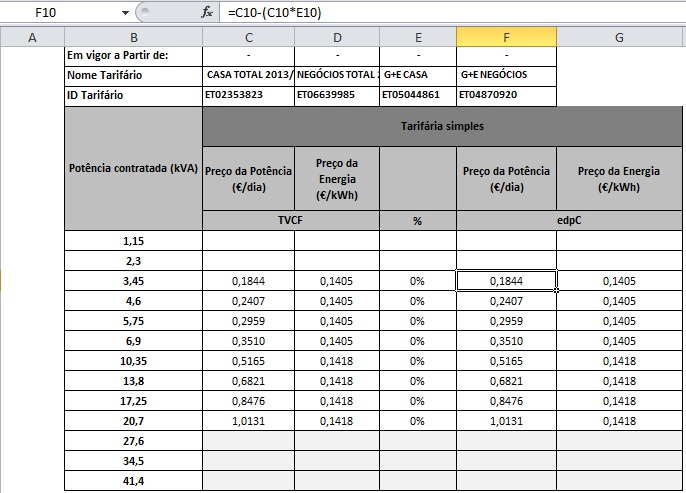 F10 fx =C10-(C10*E10)
A B C D E F G
Em vigor a Partir de: - - - -
Nome Tarifário CASA TOTAL 2013/ NEGÓCIOS TOTAL G+E CASA G+E NEGÓCIOS
ID Tarifário ET02353823 ET06639985 ET05044861 ET04870920
Tarifária simples
Potência contratada (kVA) Preço da Potência (€/dia) Preço da Energia (€/kWh) Preço da Potência (€/dia) Preço da Energia (€/kWh)
TVCF % edpC
1,15
2,3
3,45 0,1844 0,1405 0% 0,1844 0,1405
4,6 0,2407 0,1405 0% 0,2407 0,1405
5,75 0,2959 0,1405 0% 0,2959 0,1405
6,9 0,3510 0,1405 0% 0,3510 0,1405
10,35 0,5165 0,1418 0% 0,5165 0,1418
13,8 0,6821 0,1418 0% 0,6821 0,1418
17,25 0,8476 0,1418 0% 0,8476 0,1418
20,7 1,0131 0,1418 0% 1,0131 0,1418
27,6
34,5
41,4